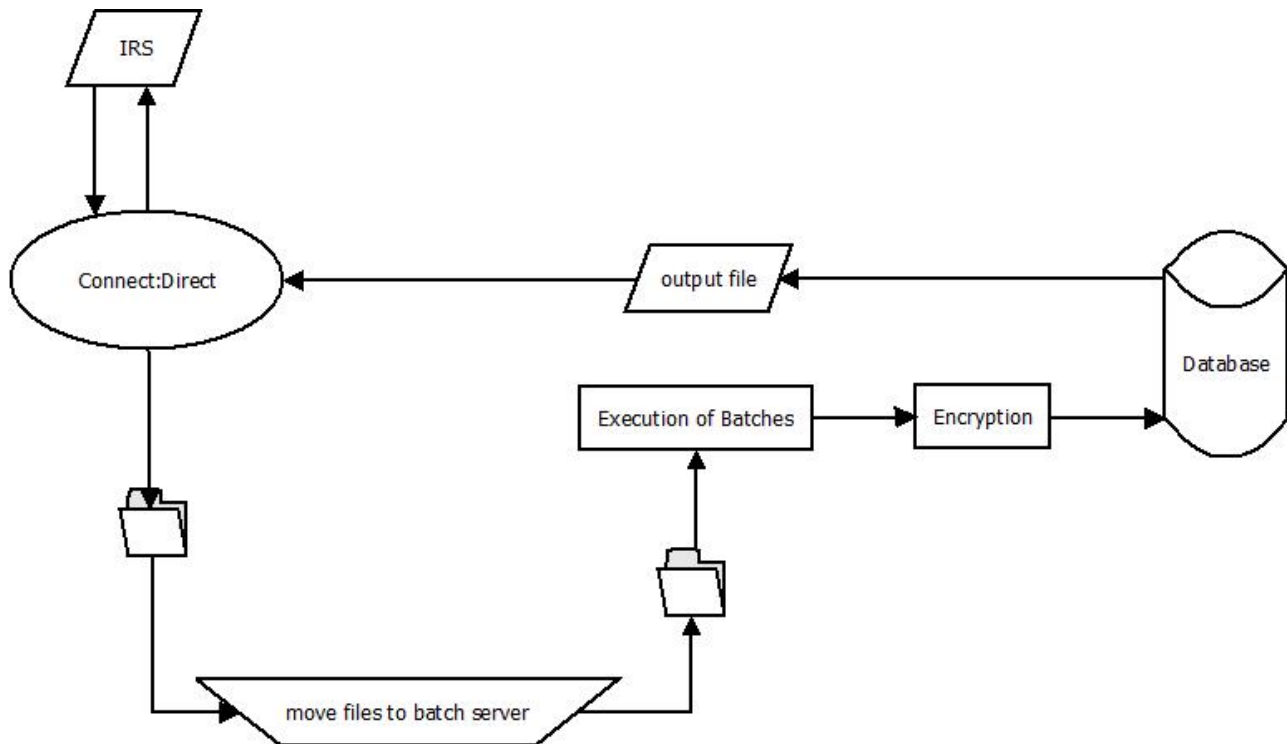 IRS
Connect:Direct
output file
Database
Execution of Batches
Encryption
move files to batch server